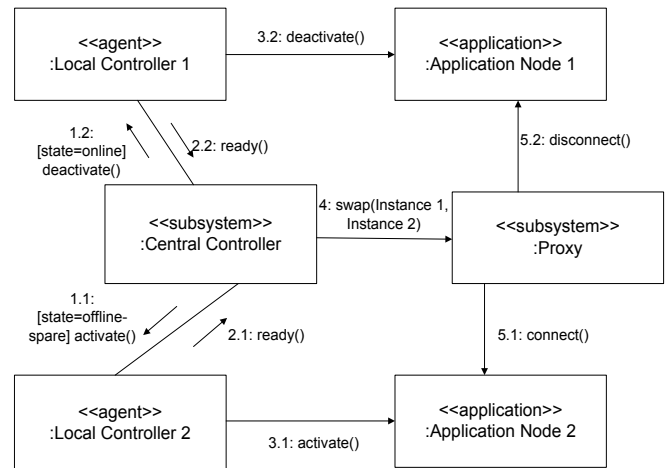 <<agent>>
:Local Controller 1
3.2: deactivate()
<<application>>
:Application Node 1
1.2:
[state=online]
deactivate()
2.2: ready()
5.2: disconnect()
<<subsystem>>
:Central Controller
4: swap(Instance 1,
Instance 2)
<<subsystem>>
:Proxy
1.1:
[state=offline-
spare] activate()
2.1: ready()
5.1: connect()
<<agent>>
:Local Controller 2
3.1: activate()
<<application>>
:Application Node 2